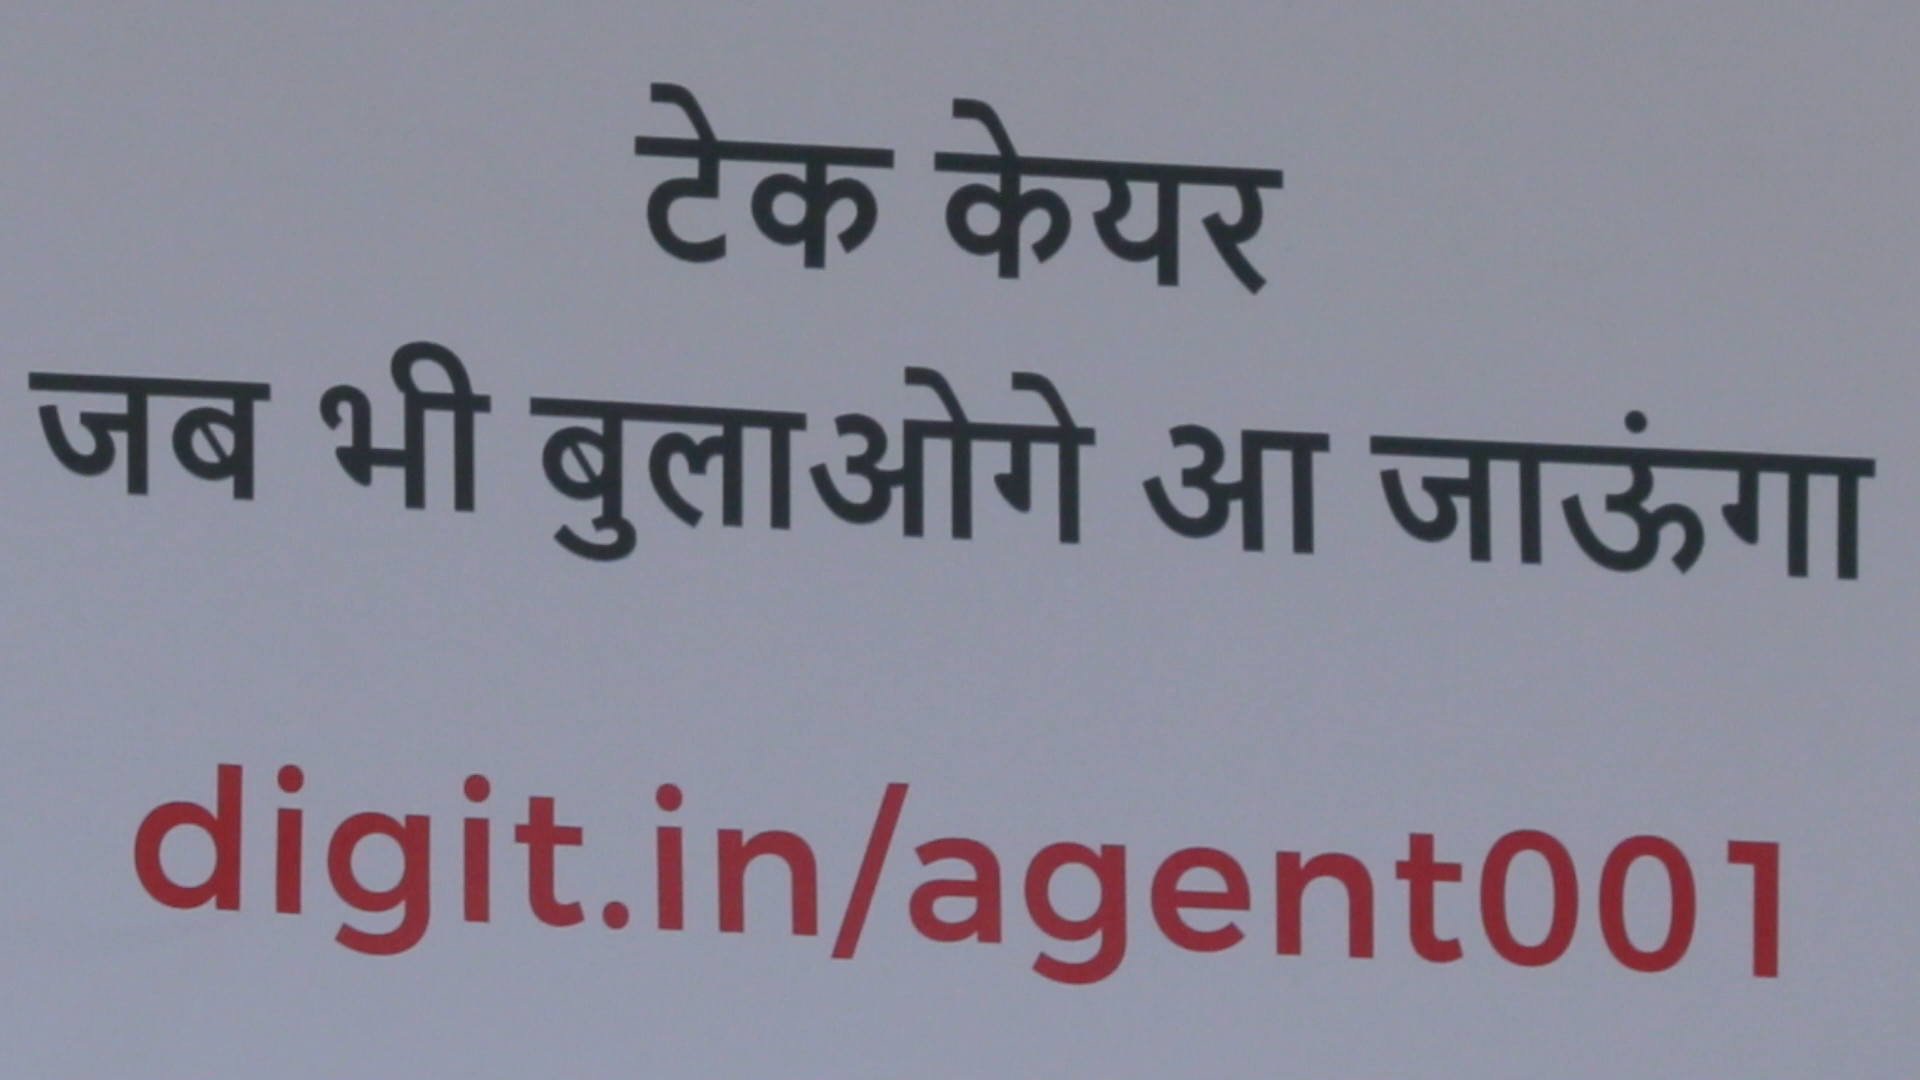 टेक केयर
जब भी बुलाओगे आ जाऊंगा
digit.in/agent001